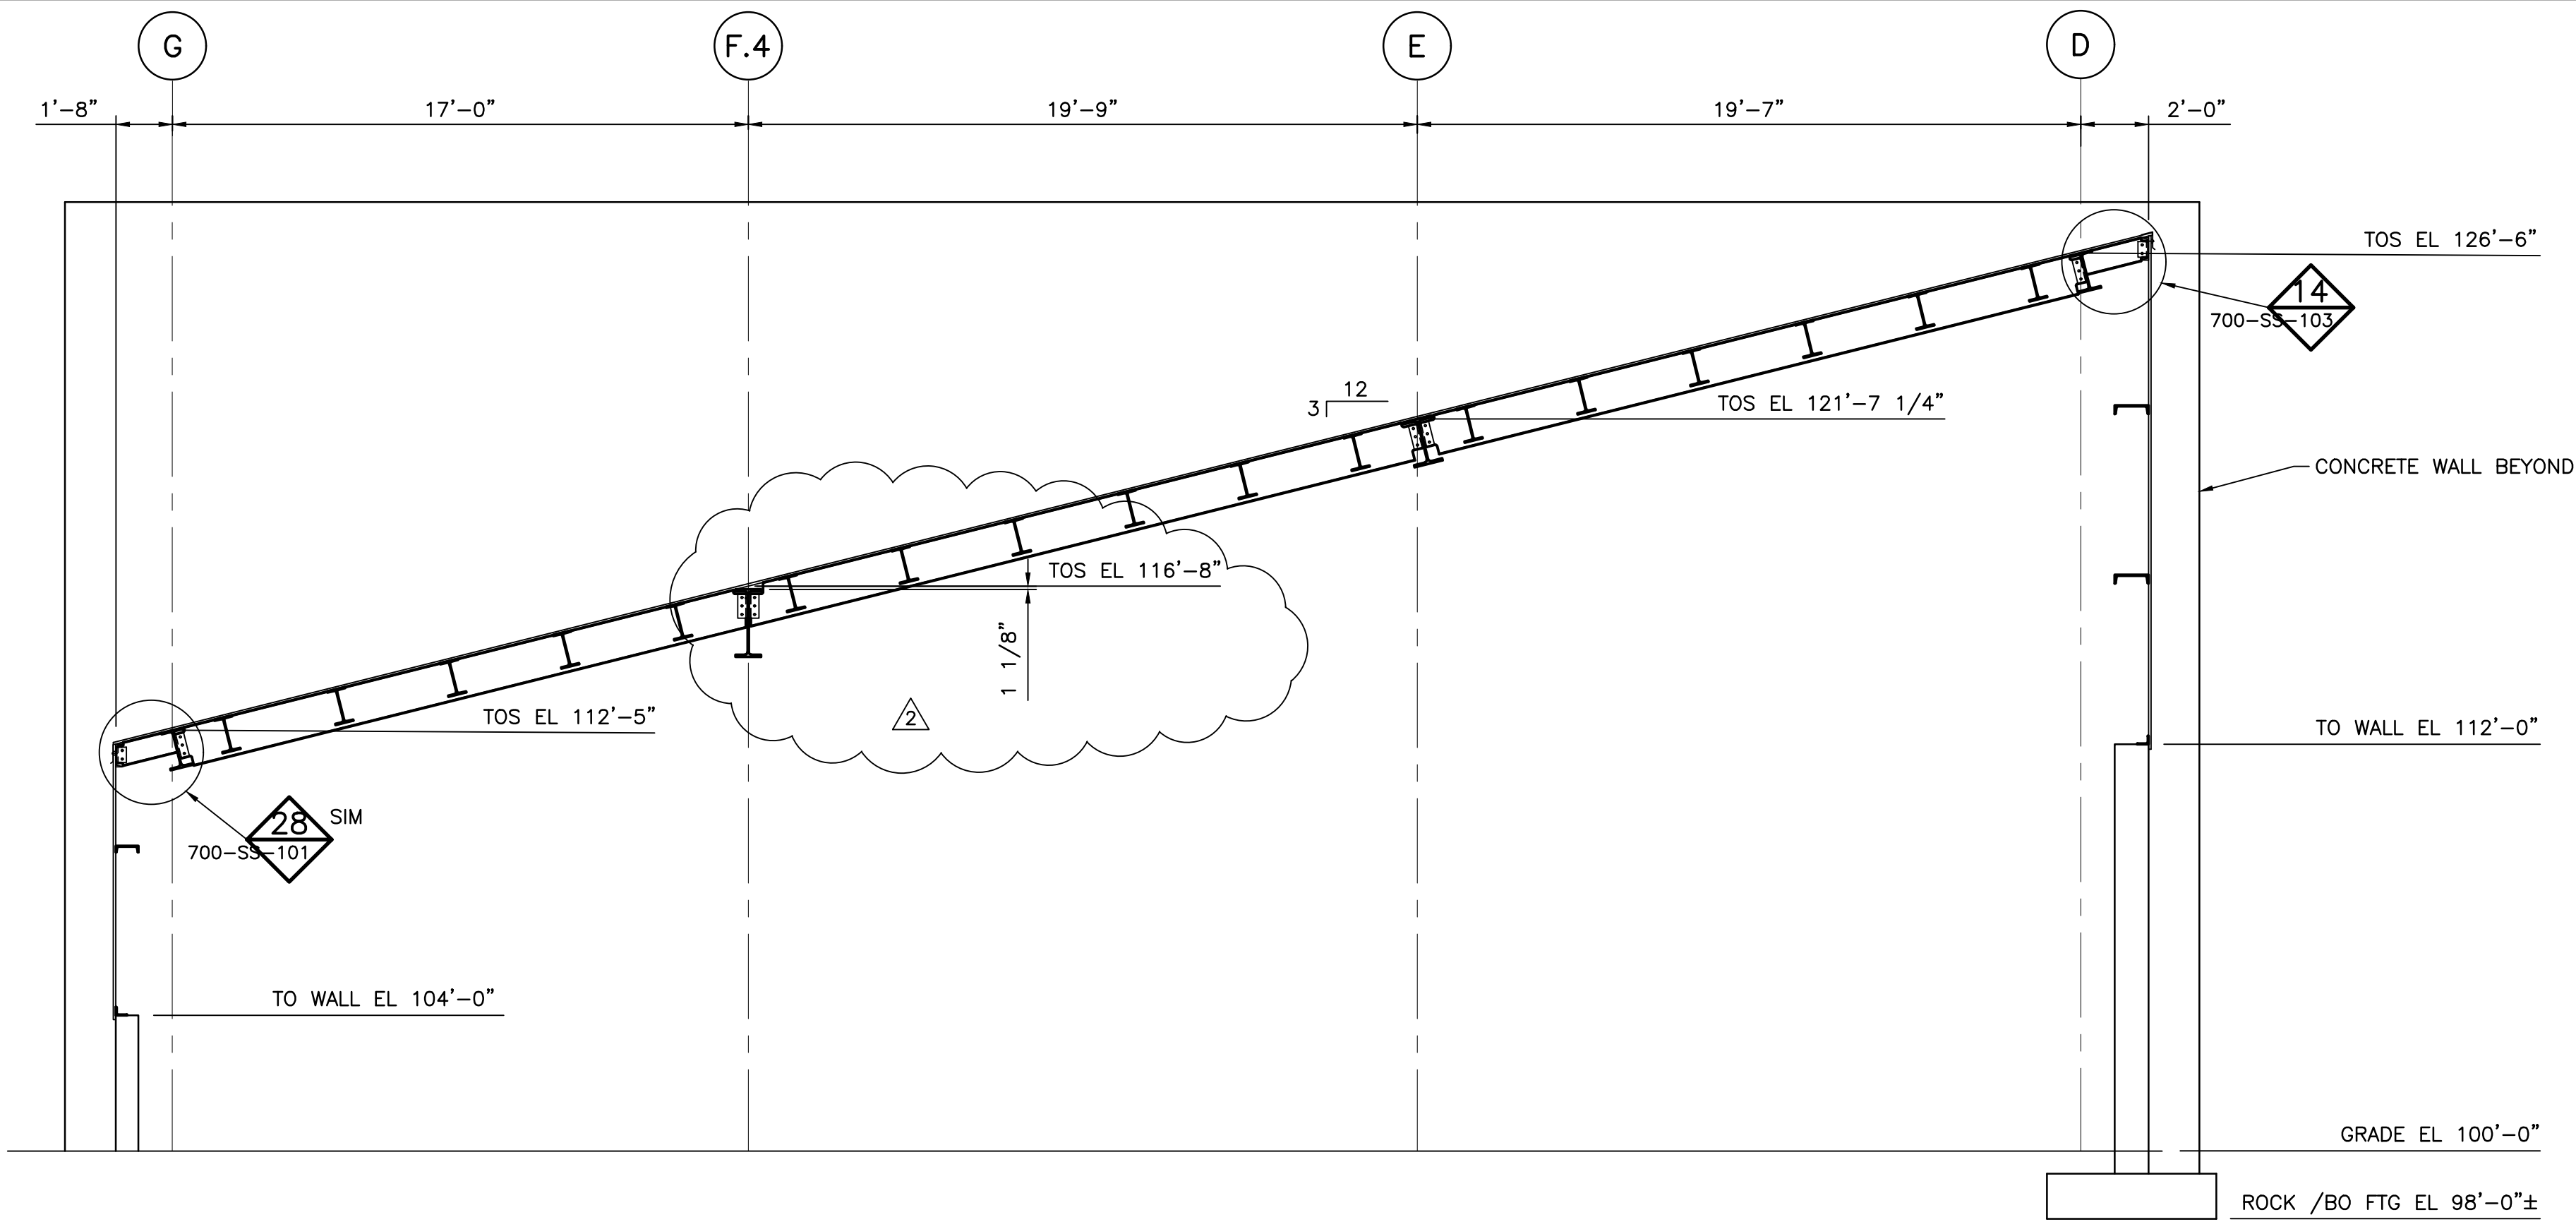 G
F.4
E
D
1'-8"
17'-0"
19'-9"
19'-7"
2'-0"
TOS EL 126'-6"
14
700-SS-103
12
3
TOS EL 121'-7 1/4"
CONCRETE WALL BEYOND
TOS EL 116'-8"
1 1/8"
2
TOS EL 112'-5"
TO WALL EL 112'-0"
28
SIM
700-SS-101
TO WALL EL 104'-0"
GRADE EL 100'-0"
ROCK /BO FTG EL 98'-0"±